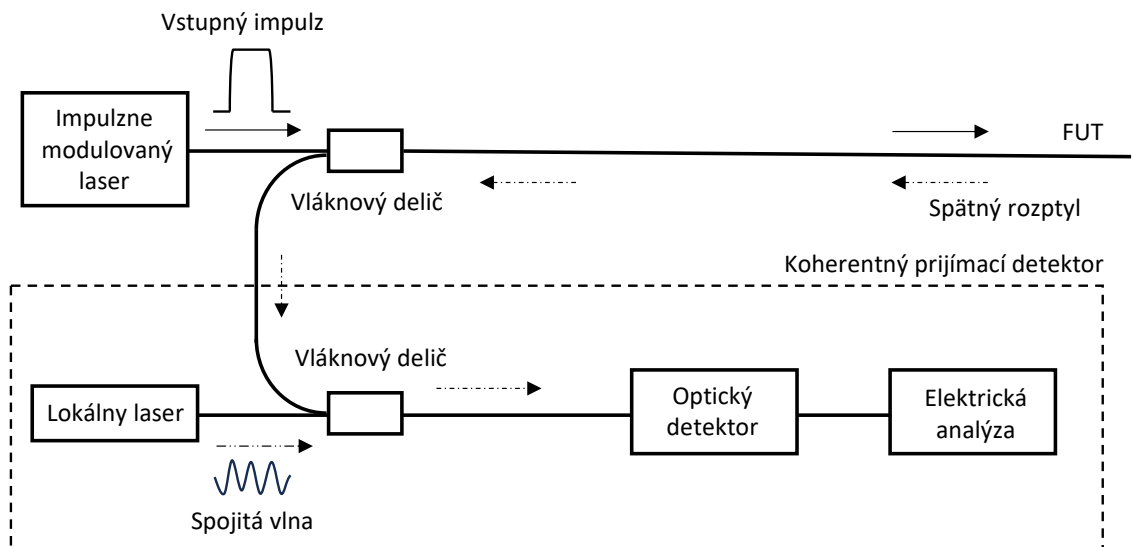 Vstupný impulz
Impulzne
modulovaný
laser
FUT
Vláknový delič
Spätný rozptyl
Koherentný prijímací detektor
Vláknový delič
Lokálny laser
Optický
detektor
Elektrická
analýza
Spojitá vlna